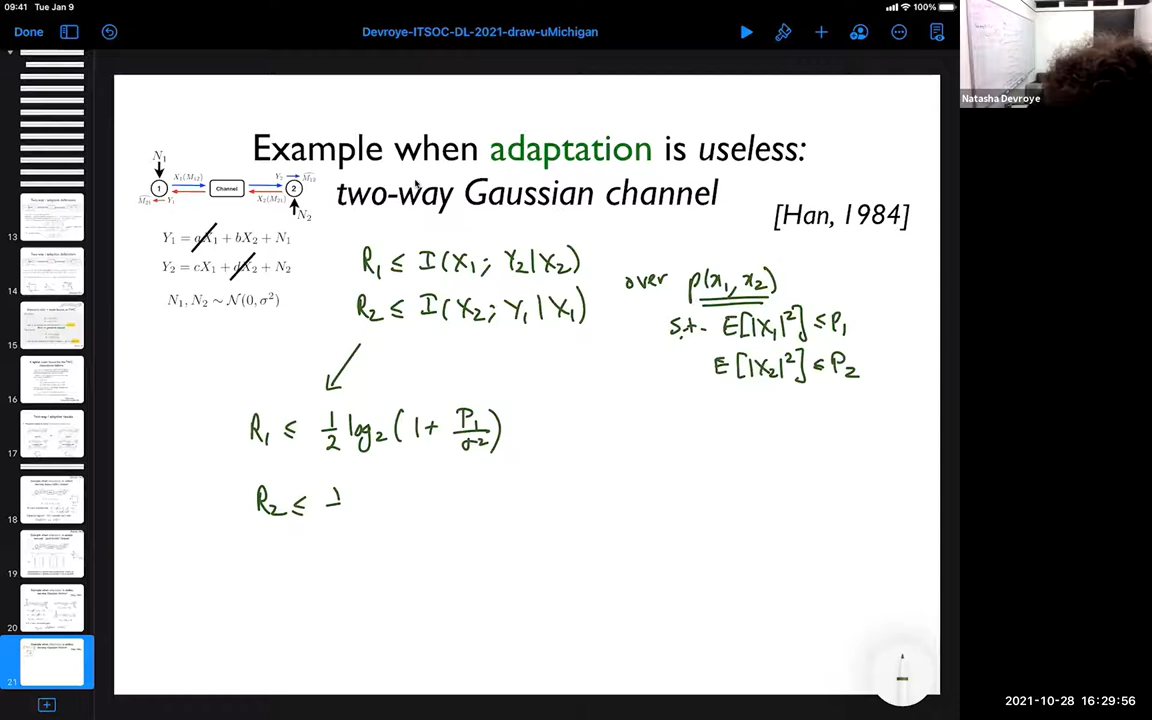 09:41 Tue Jan 9
100%
Done
Devroye-ITSOC-DL-2021-draw-uMichigan
Natasha Devroye
Example when adaptation is useless:
two-way Gaussian channel
[Han, 1984]
N₁
X₁(M₁₂)
Channel
Y₂
M̂₁₂
1
2
M̂₂₁
Y₁
X₂(M₂₁)
N₂
Y₁ = aX₁ + bX₂ + N₁
Y₂ = cX₁ + dX₂ + N₂
N₁, N₂ ∼ N(0, σ²)
R₁ ≤ I(X₁; Y₂|X₂)
R₂ ≤ I(X₂; Y₁|X₁)
over p(x₁, x₂)
s.t. E[|X₁|²] ≤ P₁
E[|X₂|²] ≤ P₂
R₁ ≤ 1/2 log₂(1 + P₁/σ²)
R₂ ≤ 1
13
14
15
16
17
18
19
20
21
2021-10-28 16:29:56